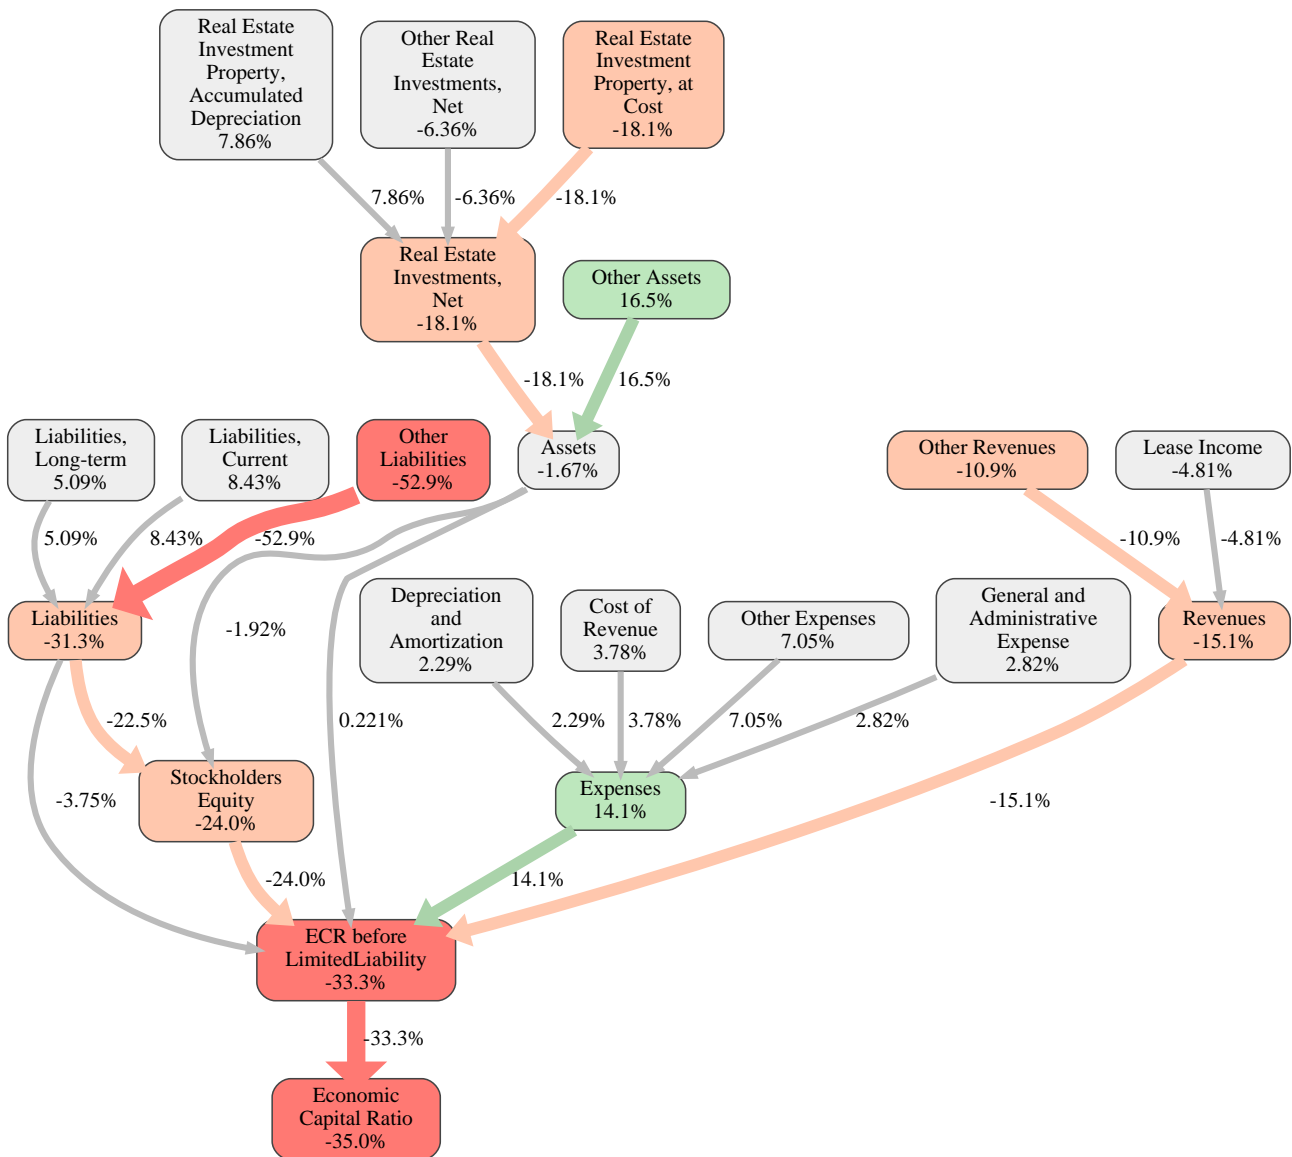 Real Estate
Investment
Property,
Accumulated
Depreciation
7.86%
Other Real
Estate
Investments,
Net
-6.36%
Real Estate
Investment
Property, at
Cost
-18.1%
7.86%
-6.36%
-18.1%
Real Estate
Investments,
Net
-18.1%
Other Assets
16.5%
-18.1%
16.5%
Liabilities,
Long-term
5.09%
Liabilities,
Current
8.43%
Other
Liabilities
-52.9%
Assets
-1.67%
Other Revenues
-10.9%
Lease Income
-4.81%
5.09%
8.43%
-52.9%
-10.9%
-4.81%
Liabilities
-31.3%
-1.92%
Depreciation
and
Amortization
2.29%
Cost of
Revenue
3.78%
Other Expenses
7.05%
General and
Administrative
Expense
2.82%
Revenues
-15.1%
-22.5%
0.221%
2.29%
3.78%
7.05%
2.82%
-3.75%
Stockholders
Equity
-24.0%
Expenses
14.1%
-15.1%
-24.0%
14.1%
ECR before
LimitedLiability
-33.3%
-33.3%
Economic
Capital Ratio
-35.0%